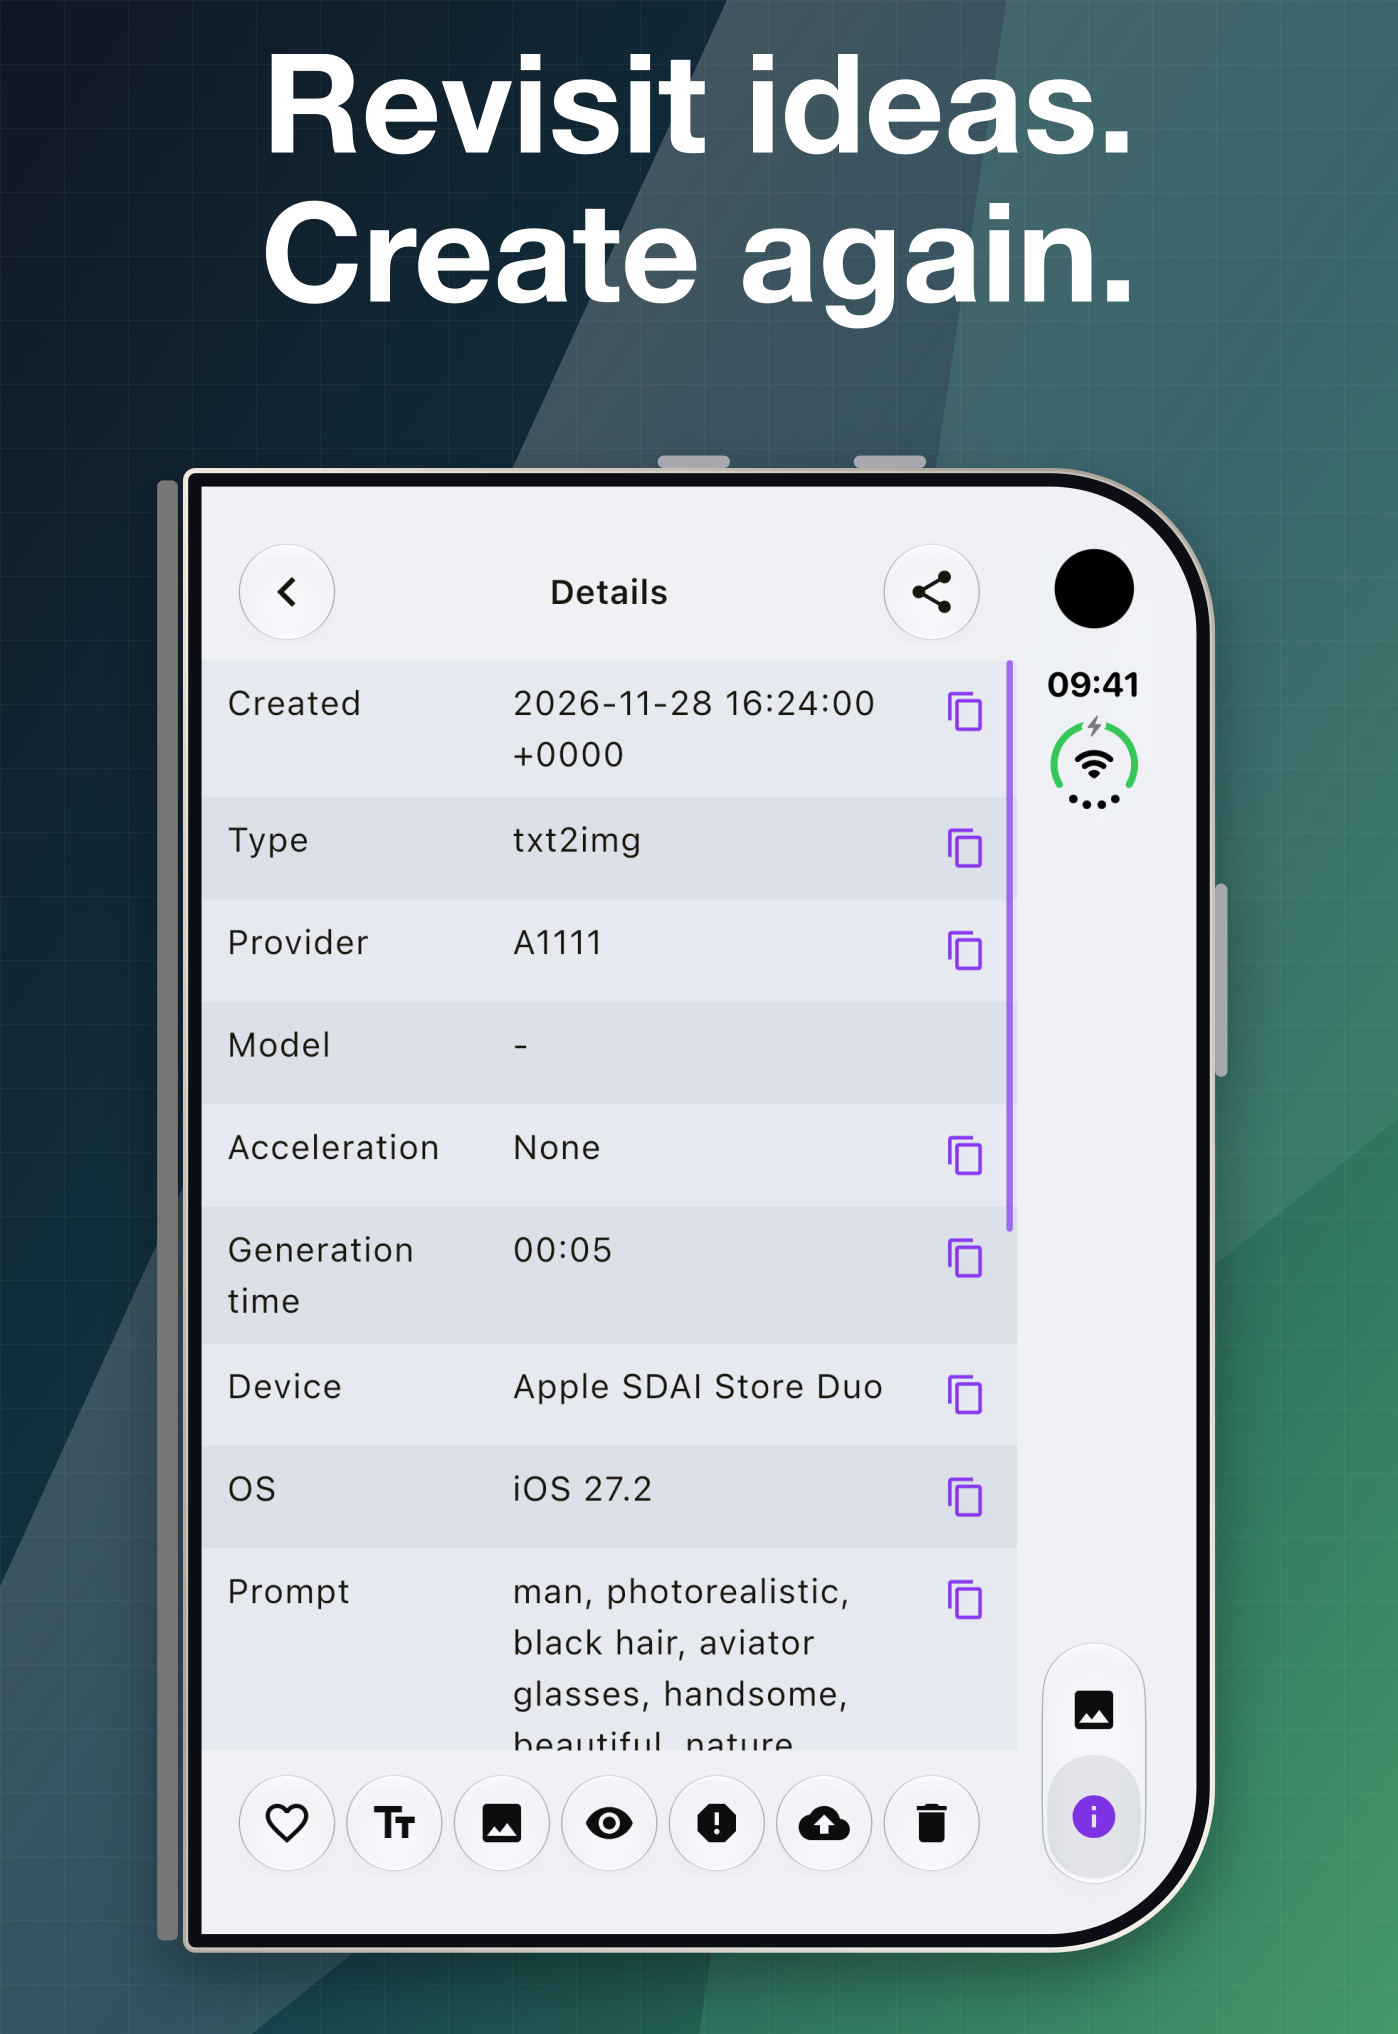 Revisit ideas.
Create again.
Details
09:41
Created 2026-11-28 16:24:00
+0000
Type txt2img
Provider A1111
Model -
Acceleration None
Generation 00:05
time
Device Apple SDAI Store Duo
OS iOS 27.2
Prompt man, photorealistic,
black hair, aviator
glasses, handsome,
beautiful, nature